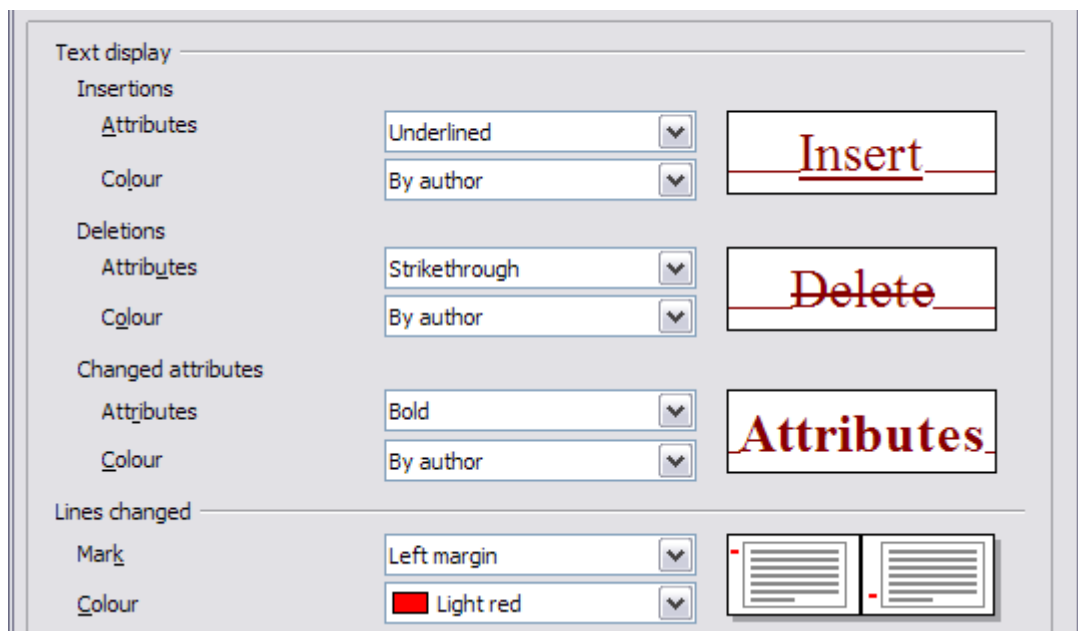 Text display
Insertions
Attributes Underlined
Insert
Colour By author
Deletions
Attributes Strikethrough
Delete
Colour By author
Changed attributes
Attributes Bold
Attributes
Colour By author
Lines changed
Mark Left margin
Colour Light red